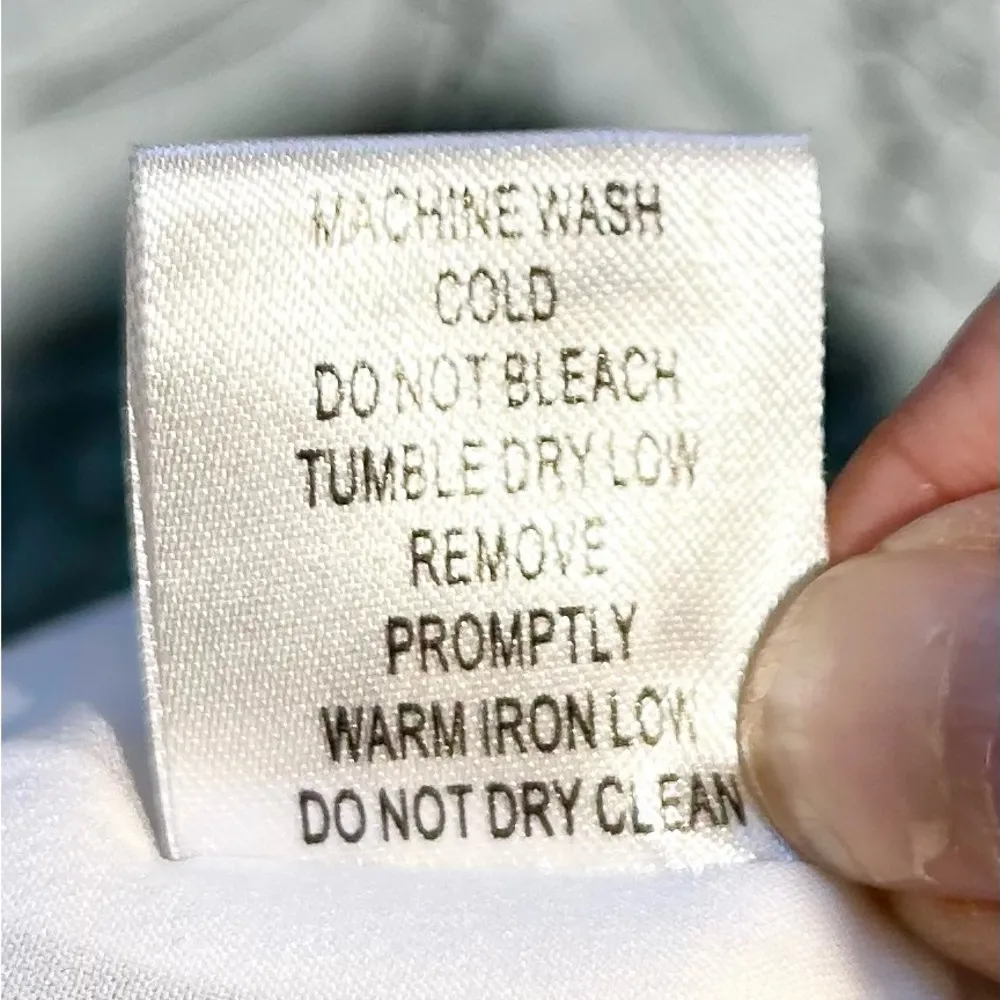 MACHINE WASH
COLD
DO NOT BLEACH
TUMBLE DRY LOW
REMOVE
PROMPTLY
WARM IRON LOW
DO NOT DRY CLEAN